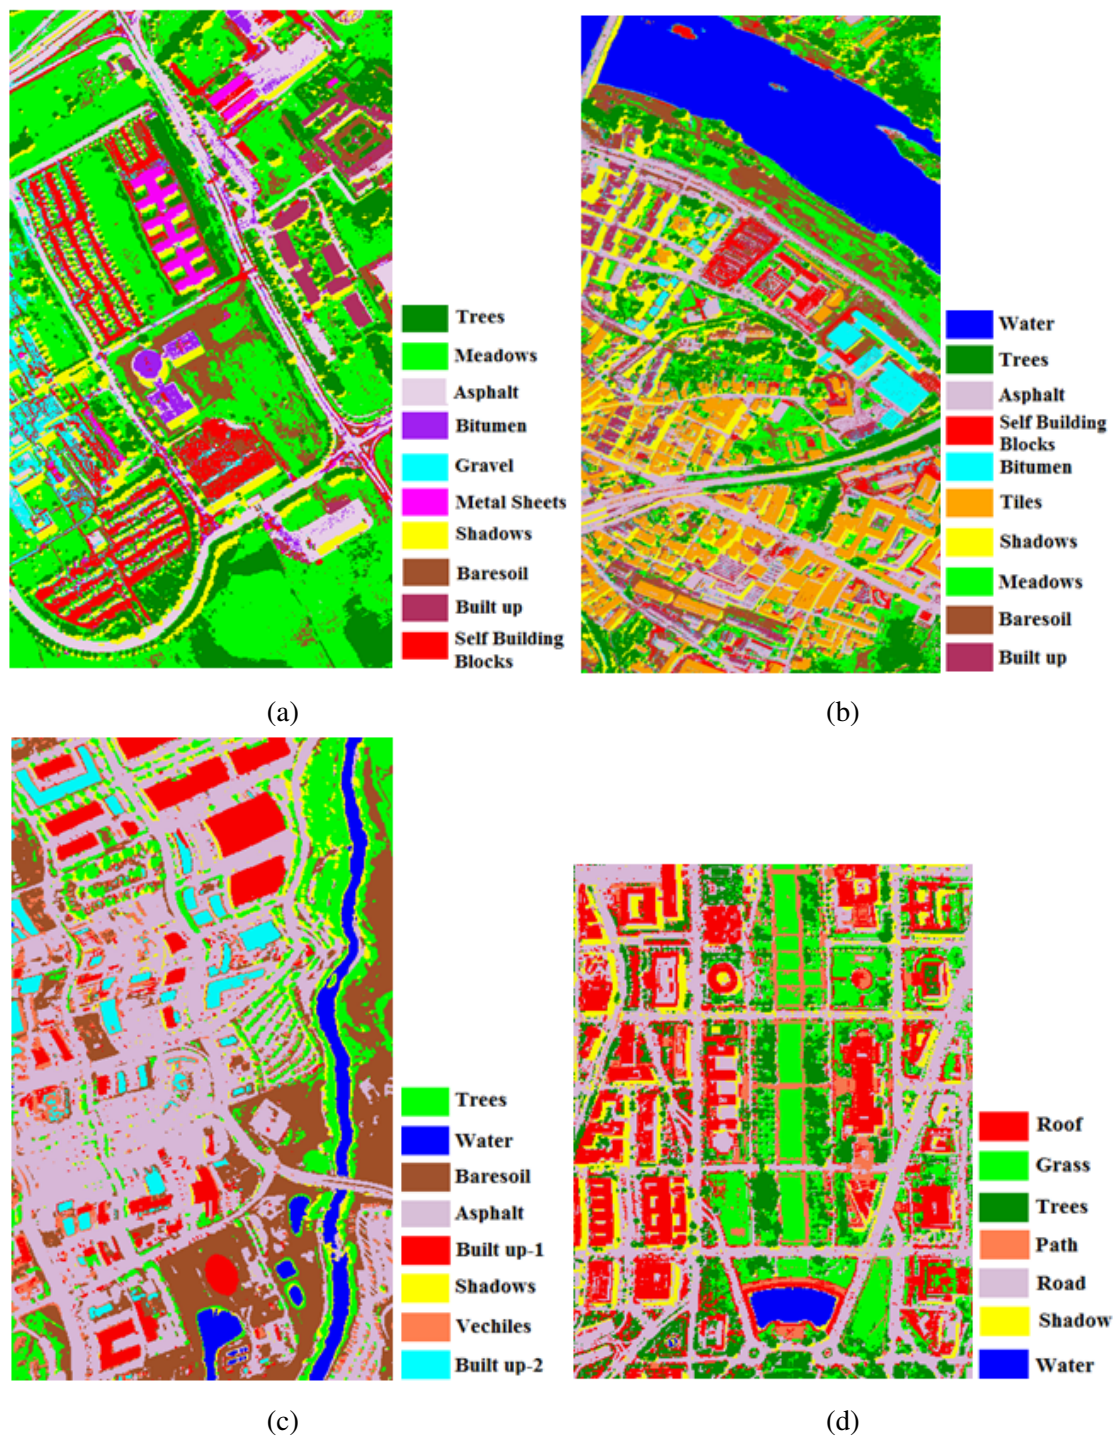 Trees
Meadows
Asphalt
Bitumen
Gravel
Metal Sheets
Shadows
Baresoil
Built up
Self Building
Blocks
(a)
Water
Trees
Asphalt
Self Building
Blocks
Bitumen
Tiles
Shadows
Meadows
Baresoil
Built up
(b)
Trees
Water
Baresoil
Asphalt
Built up-1
Shadows
Vechiles
Built up-2
(c)
Roof
Grass
Trees
Path
Road
Shadow
Water
(d)